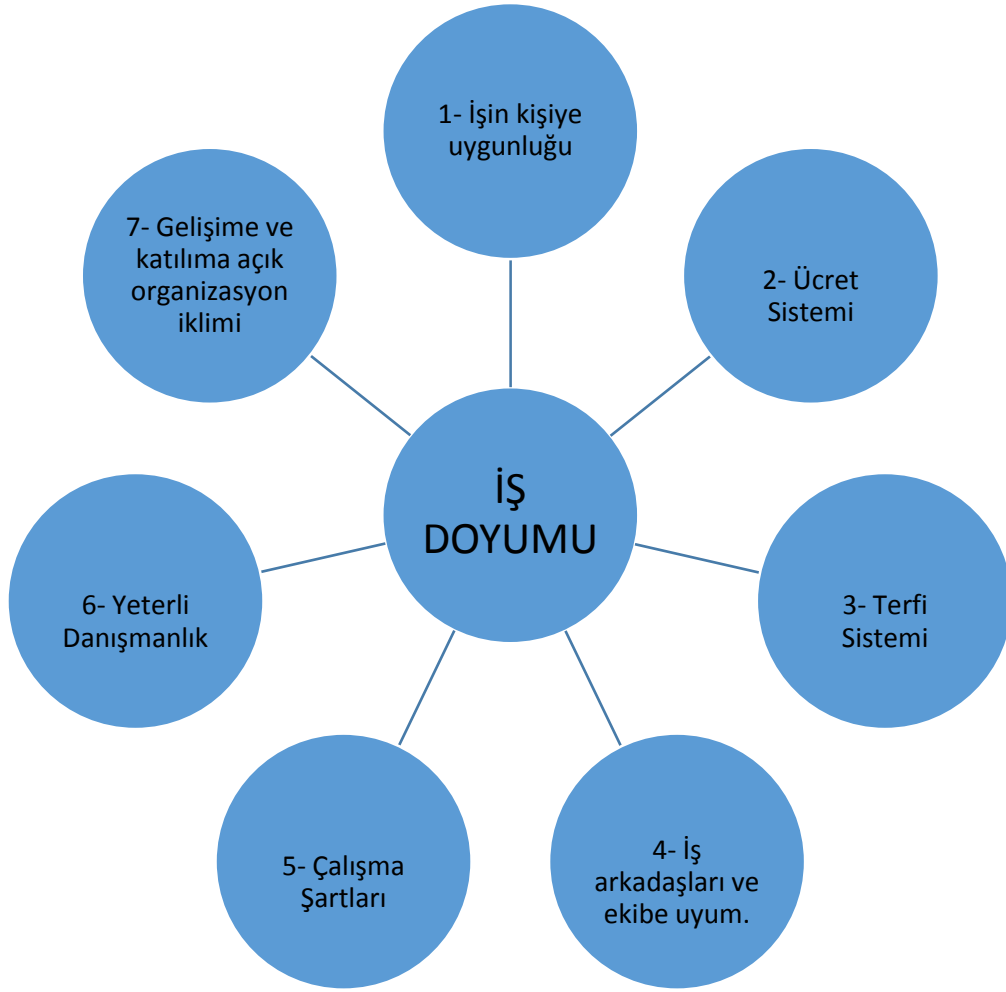 1- İşin kişiye
uygunluğu
2- Ücret
Sistemi
3- Terfi
Sistemi
4- İş
arkadaşları ve
ekibe uyum.
5- Çalışma
Şartları
6- Yeterli
Danışmanlık
7- Gelişime ve
katılıma açık
organizasyon
iklimi
İŞ
DOYUMU